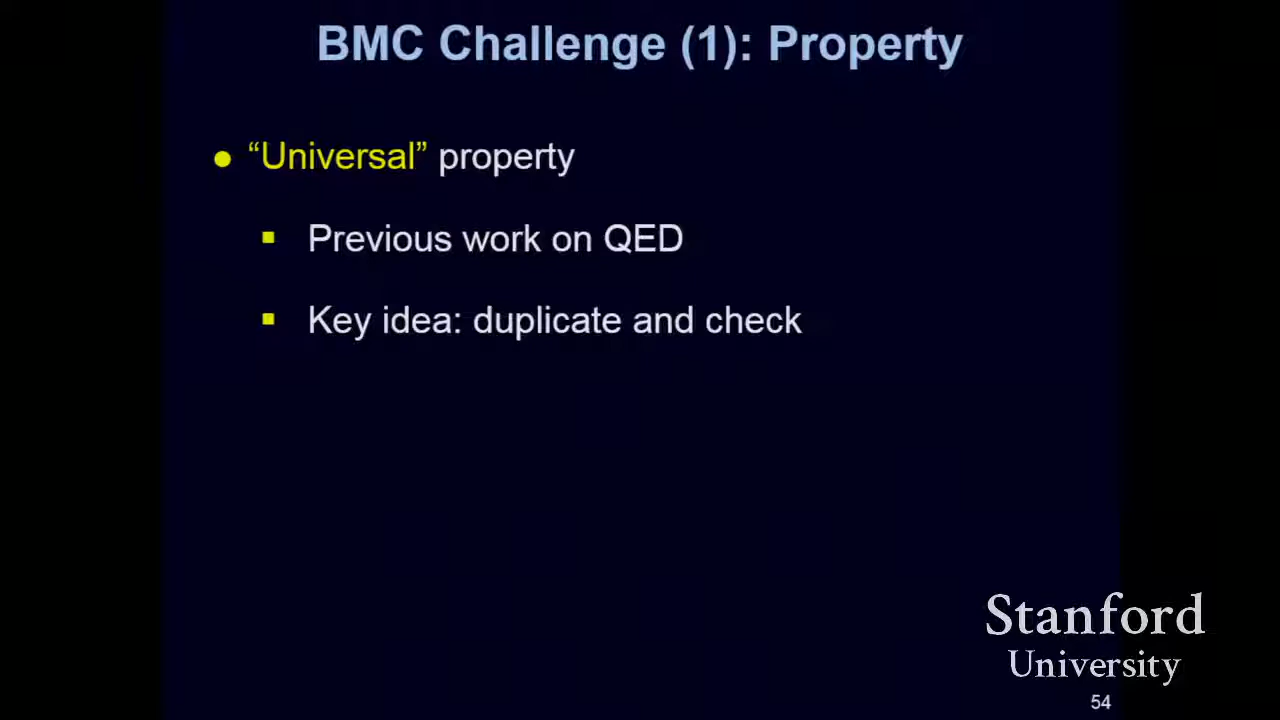 BMC Challenge (1): Property
● “Universal” property
▪ Previous work on QED
▪ Key idea: duplicate and check
Stanford
University
54